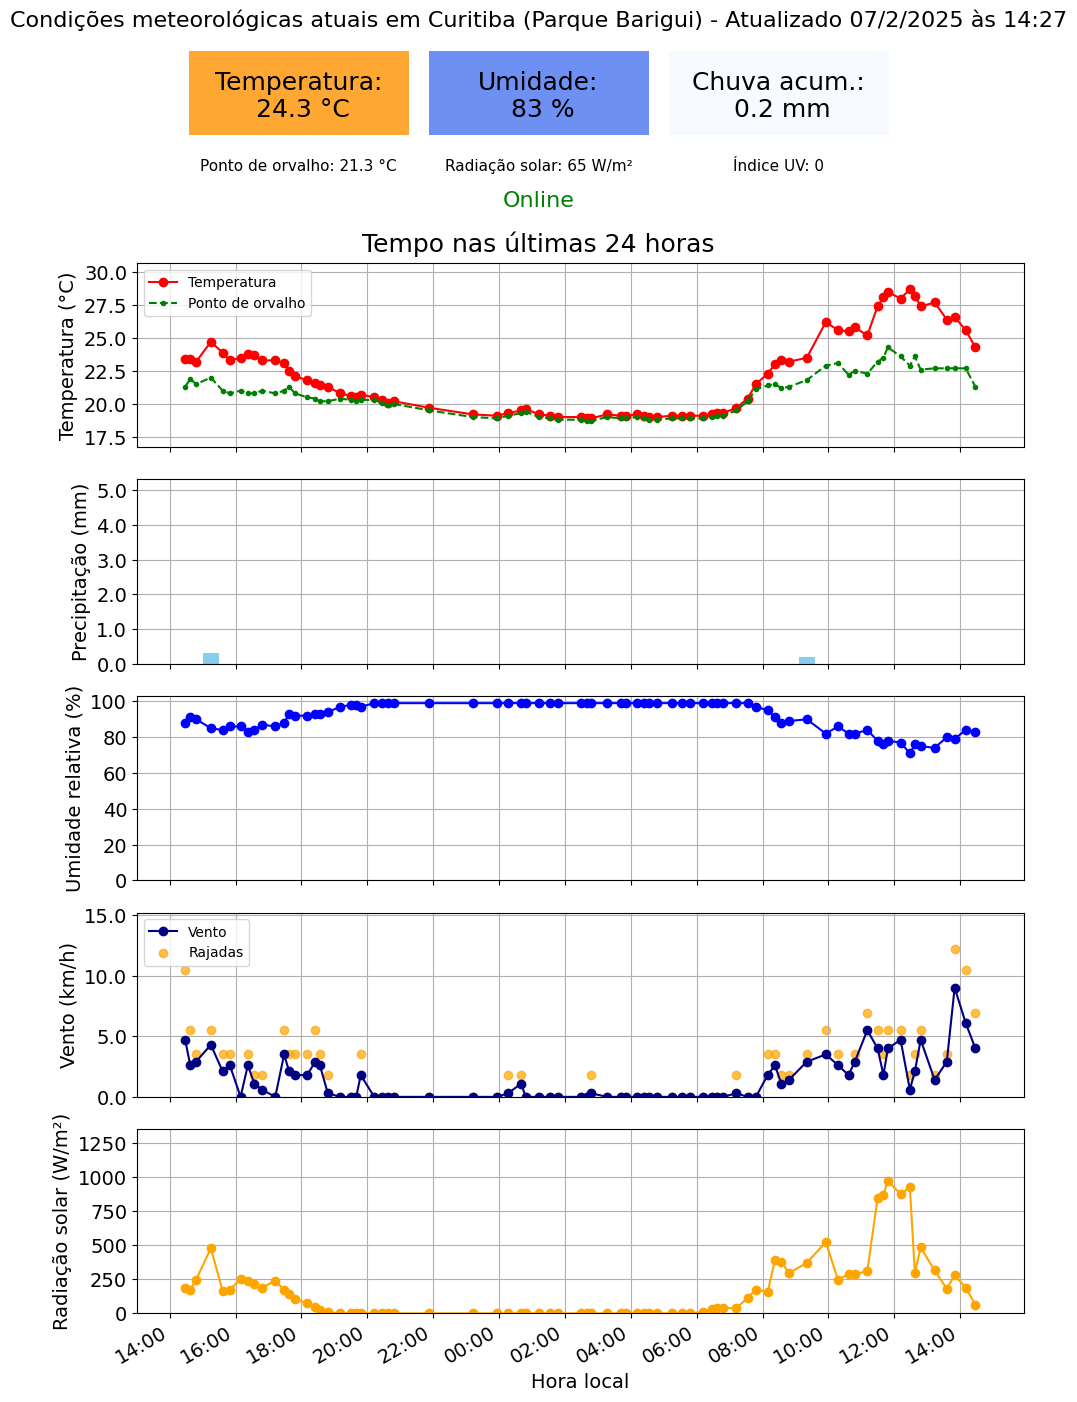 Condições meteorológicas atuais em Curitiba (Parque Barigui) - Atualizado 07/2/2025 às 14:27
Temperatura:
24.3 °C
Umidade:
83 %
Chuva acum.:
0.2 mm
Ponto de orvalho: 21.3 °C
Radiação solar: 65 W/m²
Índice UV: 0
Online
Tempo nas últimas 24 horas
Temperatura (°C)
30.0
27.5
25.0
22.5
20.0
17.5
Temperatura
Ponto de orvalho
Precipitação (mm)
5.0
4.0
3.0
2.0
1.0
0.0
Umidade relativa (%)
100
80
60
40
20
0
Vento (km/h)
15.0
10.0
5.0
0.0
Vento
Rajadas
Radiação solar (W/m²)
1250
1000
750
500
250
0
14:00
16:00
18:00
20:00
22:00
00:00
02:00
04:00
06:00
08:00
10:00
12:00
14:00
Hora local